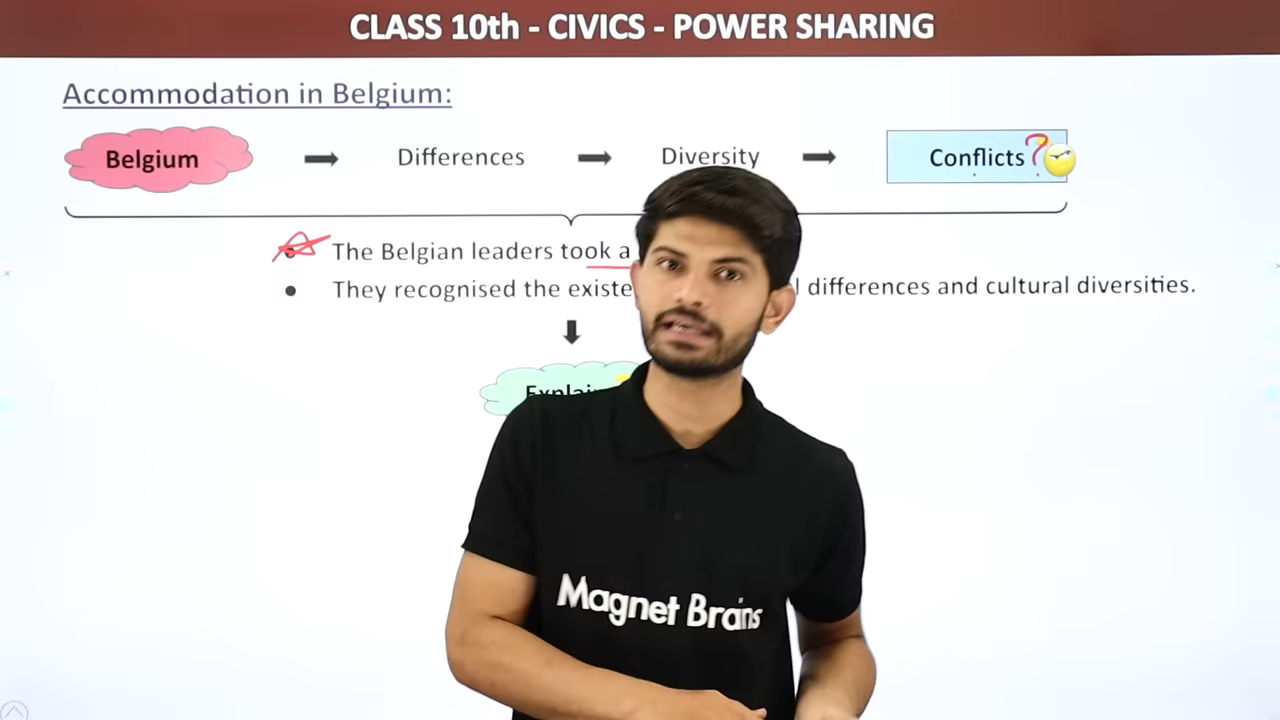 CLASS 10th - CIVICS - POWER SHARING
Accommodation in Belgium:
Belgium
Differences
Diversity
Conflicts?
The Belgian leaders took a
They recognised the differences and cultural diversities.
Magnet Brains